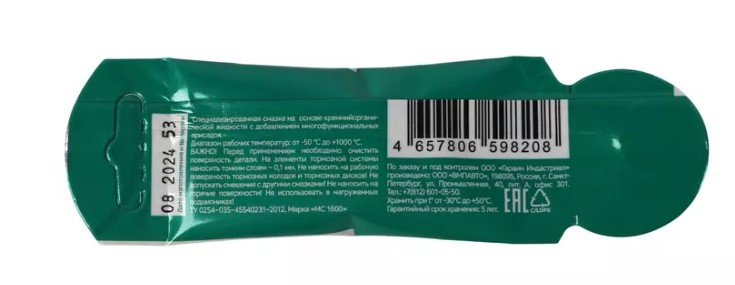 08 2024 53
Специализированная смазка на основе кремнийоргани-
ческой жидкости с добавлением многофункциональных
присадок.
Диапазон рабочих температур: от -50 °С до +1000 °С.
ВАЖНО! Перед применением необходимо очистить
поверхность детали. На элементы тормозной системы
наносить тонким слоем ~ 0,1 мм. Не наносить на рабочую
поверхность тормозных колодок и тормозных дисков! Не
допускать смешения с другими смазками! Не наносить на
горячие поверхности! Не использовать в нагруженных
подшипниках!
ТУ 0254-035-45540231-2012, Марка «МС 1600»
4 657806 598208
По заказу и под контролем ООО «Гараин Индастриал»
произведено: ООО «ВМПАВТО», 198095, Россия, г. Санкт-
Петербург, ул. Промышленная, 40, лит. А, офис 301.
Тел.: +7(812) 601-05-50.
Хранить при t° от -30°С до +50°С.
Гарантийный срок хранения: 5 лет.
EAC
C/LDPE